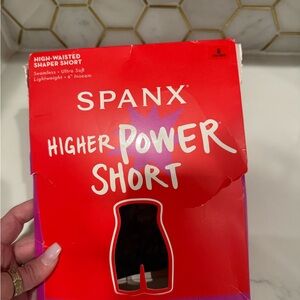 HIGH-WAISTED
SHAPER SHORT
Seamless • Ultra Soft
Lightweight • 6" Inseam
SPANX
HIGHER POWER
SHORT